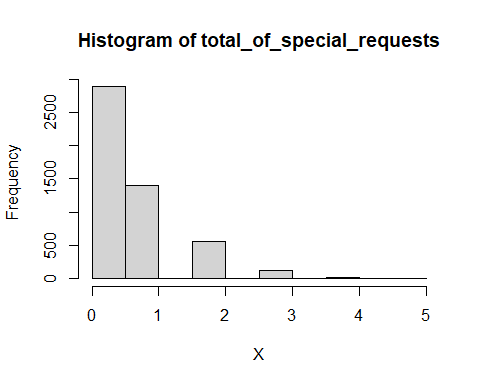 Histogram of total_of_special_requests
Frequency
2500
1500
500
0
0 1 2 3 4 5
X